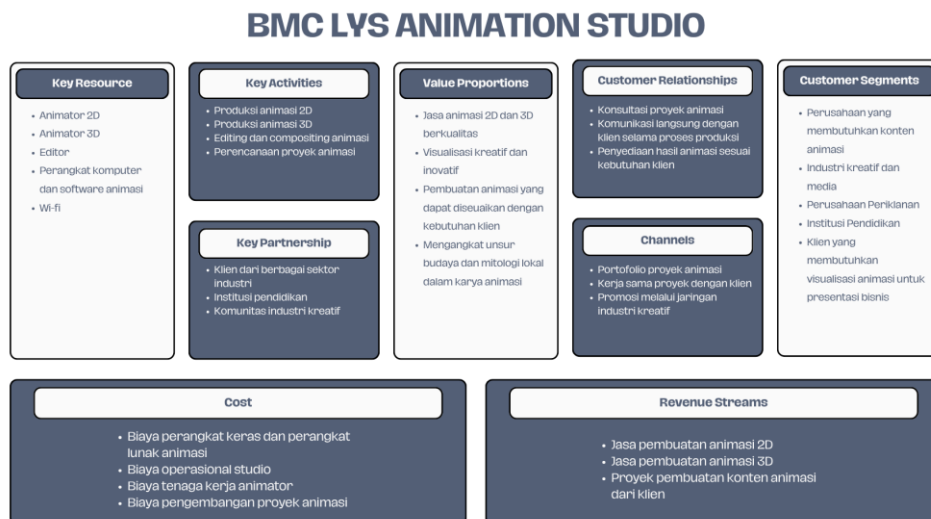 BMC LYS ANIMATION STUDIO
Key Resource
• Animator 2D
• Animator 3D
• Editor
• Perangkat komputer
dan software animasi
• Wi-fi
Key Activities
• Produksi animasi 2D
• Produksi animasi 3D
• Editing dan compositing animasi
• Perencanaan proyek animasi
Key Partnership
• Klien dari berbagai sektor
industri
• Institusi pendidikan
• Komunitas industri kreatif
Value Proportions
• Jasa animasi 2D dan 3D
berkualitas
• Visualisasi kreatif dan
inovatif
• Pembuatan animasi yang
dapat diseuaikan dengan
kebutuhan klien
• Mengangkat unsur
budaya dan mitologi lokal
dalam karya animasi
Customer Relationships
• Konsultasi proyek animasi
• Komunikasi langsung dengan
klien selama proses produksi
• Penyediaan hasil animasi sesuai
kebutuhan klien
Channels
• Portofolio proyek animasi
• Kerja sama proyek dengan klien
• Promosi melalui jaringan
industri kreatif
Customer Segments
• Perusahaan yang
membutuhkan konten
animasi
• Industri kreatif dan
media
• Perusahaan Periklanan
• Institusi Pendidikan
• Klien yang
membutuhkan
visualisasi animasi untuk
presentasi bisnis
Cost
• Biaya perangkat keras dan perangkat
lunak animasi
• Biaya operasional studio
• Biaya tenaga kerja animator
• Biaya pengembangan proyek animasi
Revenue Streams
• Jasa pembuatan animasi 2D
• Jasa pembuatan animasi 3D
• Proyek pembuatan konten animasi
dari klien